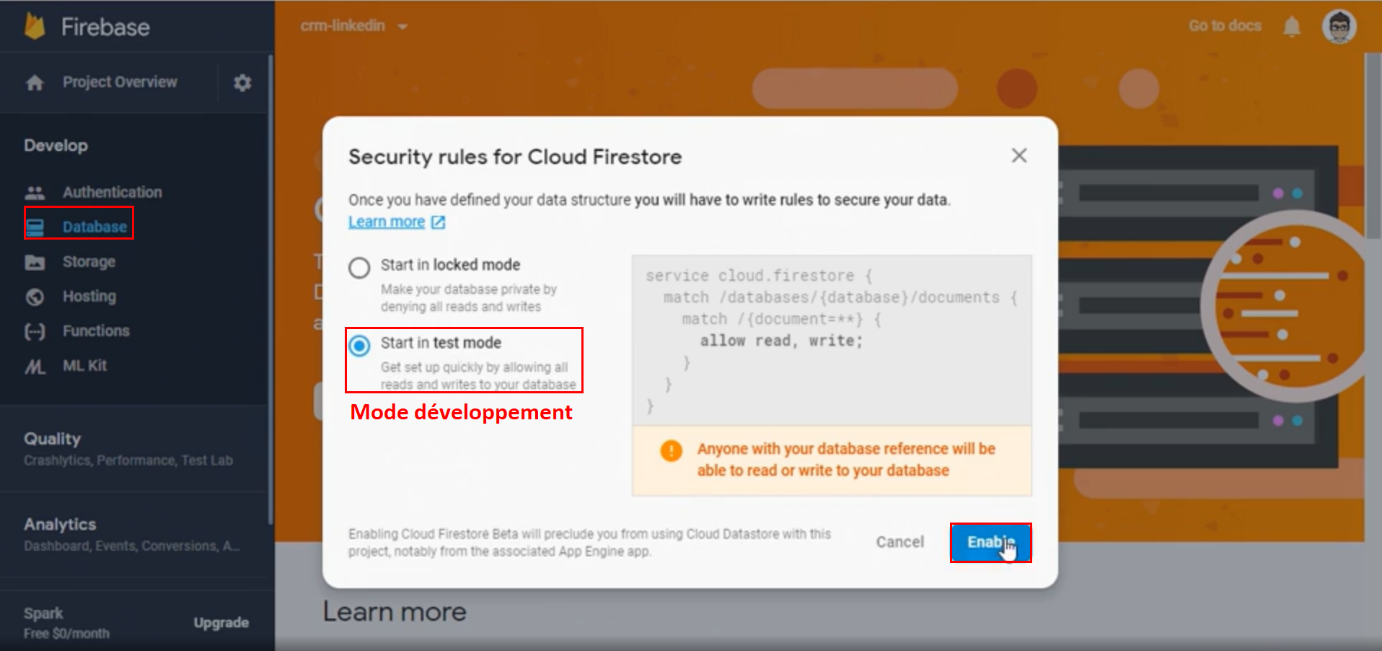 Firebase
crm-linkedin
Go to docs
Project Overview
Develop
Authentication
Database
Storage
Hosting
Functions
ML Kit
Quality
Crashlytics, Performance, Test Lab
Analytics
Dashboard, Events, Conversions, A...
Spark
Free $0/month
Upgrade
Security rules for Cloud Firestore
Once you have defined your data structure you will have to write rules to secure your data.
Learn more
Start in locked mode
Make your database private by
denying all reads and writes
Start in test mode
Get set up quickly by allowing all
reads and writes to your database
Mode développement
service cloud.firestore {
match /databases/{database}/documents {
match /{document=**} {
allow read, write;
}
}
}
Anyone with your database reference will be
able to read or write to your database
Enabling Cloud Firestore Beta will preclude you from using Cloud Datastore with this
project, notably from the associated App Engine app.
Cancel
Enable
Learn more